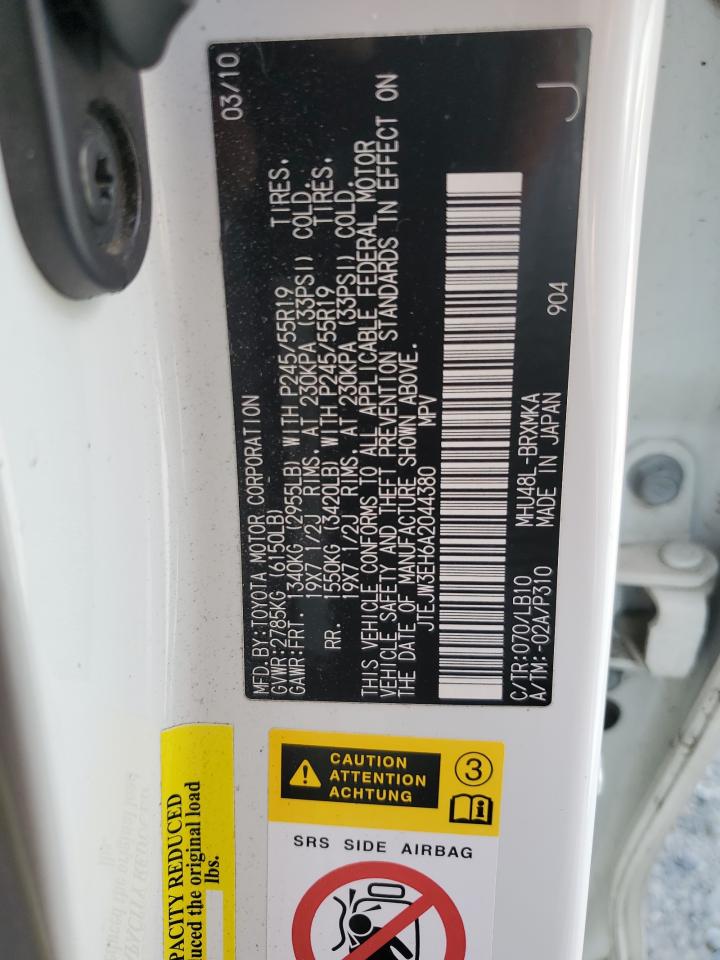 MFD. BY:TOYOTA MOTOR CORPORATION 03/10
GVWR:2785KG (6150LB)
GAWR:FRT. 1340KG (2955LB) WITH P245/55R19 TIRES.
19X7 1/2J RIMS, AT 230KPA (33PSI) COLD.
RR. 1550KG (3420LB) WITH P245/55R19 TIRES.
19X7 1/2J RIMS, AT 230KPA (33PSI) COLD.
THIS VEHICLE CONFORMS TO ALL APPLICABLE FEDERAL MOTOR
VEHICLE SAFETY AND THEFT PREVENTION STANDARDS IN EFFECT ON
THE DATE OF MANUFACTURE SHOWN ABOVE.
JTEJW3EH6A2044380 MPV
C/TR:070/LB10 MHU48L-BRXMKA
A/TM:-02A/P310 MADE IN JAPAN 904
J
CAUTION
ATTENTION
ACHTUNG
3
SRS SIDE AIRBAG
PACITY REDUCED
uced the original load
lbs.